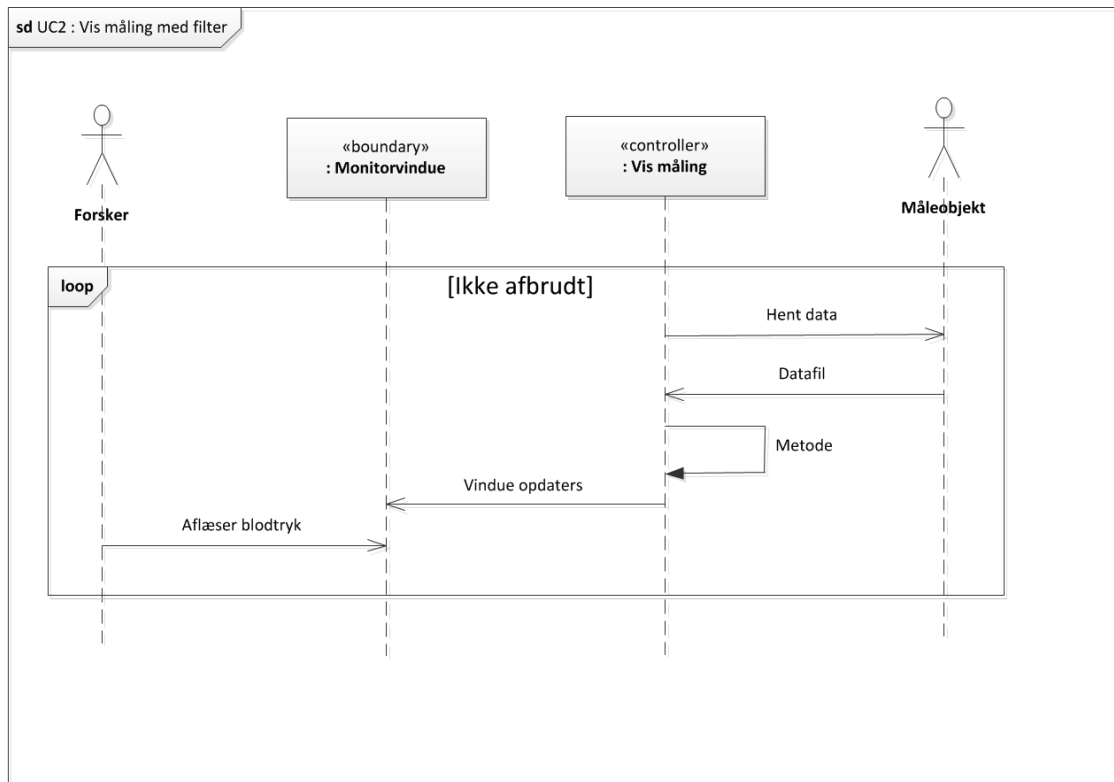 sd UC2 : Vis måling med filter
«boundary»
: Monitorvindue
«controller»
: Vis måling
Forsker
Måleobjekt
loop
[Ikke afbrudt]
Hent data
Datafil
Metode
Vindue opdaters
Aflæser blodtryk